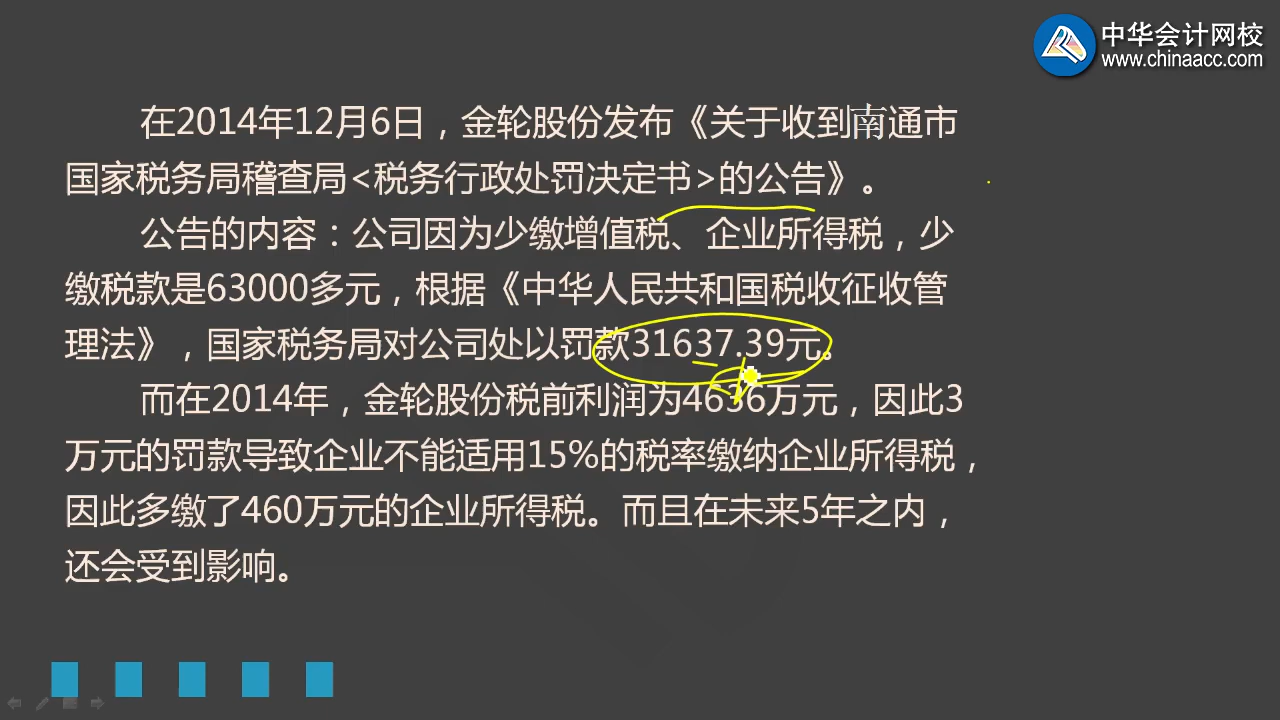 中华会计网校
www.chinaacc.com
在2014年12月6日，金轮股份发布《关于收到南通市
国家税务局稽查局<税务行政处罚决定书>的公告》。
公告的内容：公司因为少缴增值税、企业所得税，少
缴税款是63000多元，根据《中华人民共和国税收征收管
理法》，国家税务局对公司处以罚款31637.39元。
而在2014年，金轮股份税前利润为4636万元，因此3
万元的罚款导致企业不能适用15%的税率缴纳企业所得税，
因此多缴了460万元的企业所得税。而且在未来5年之内，
还会受到影响。